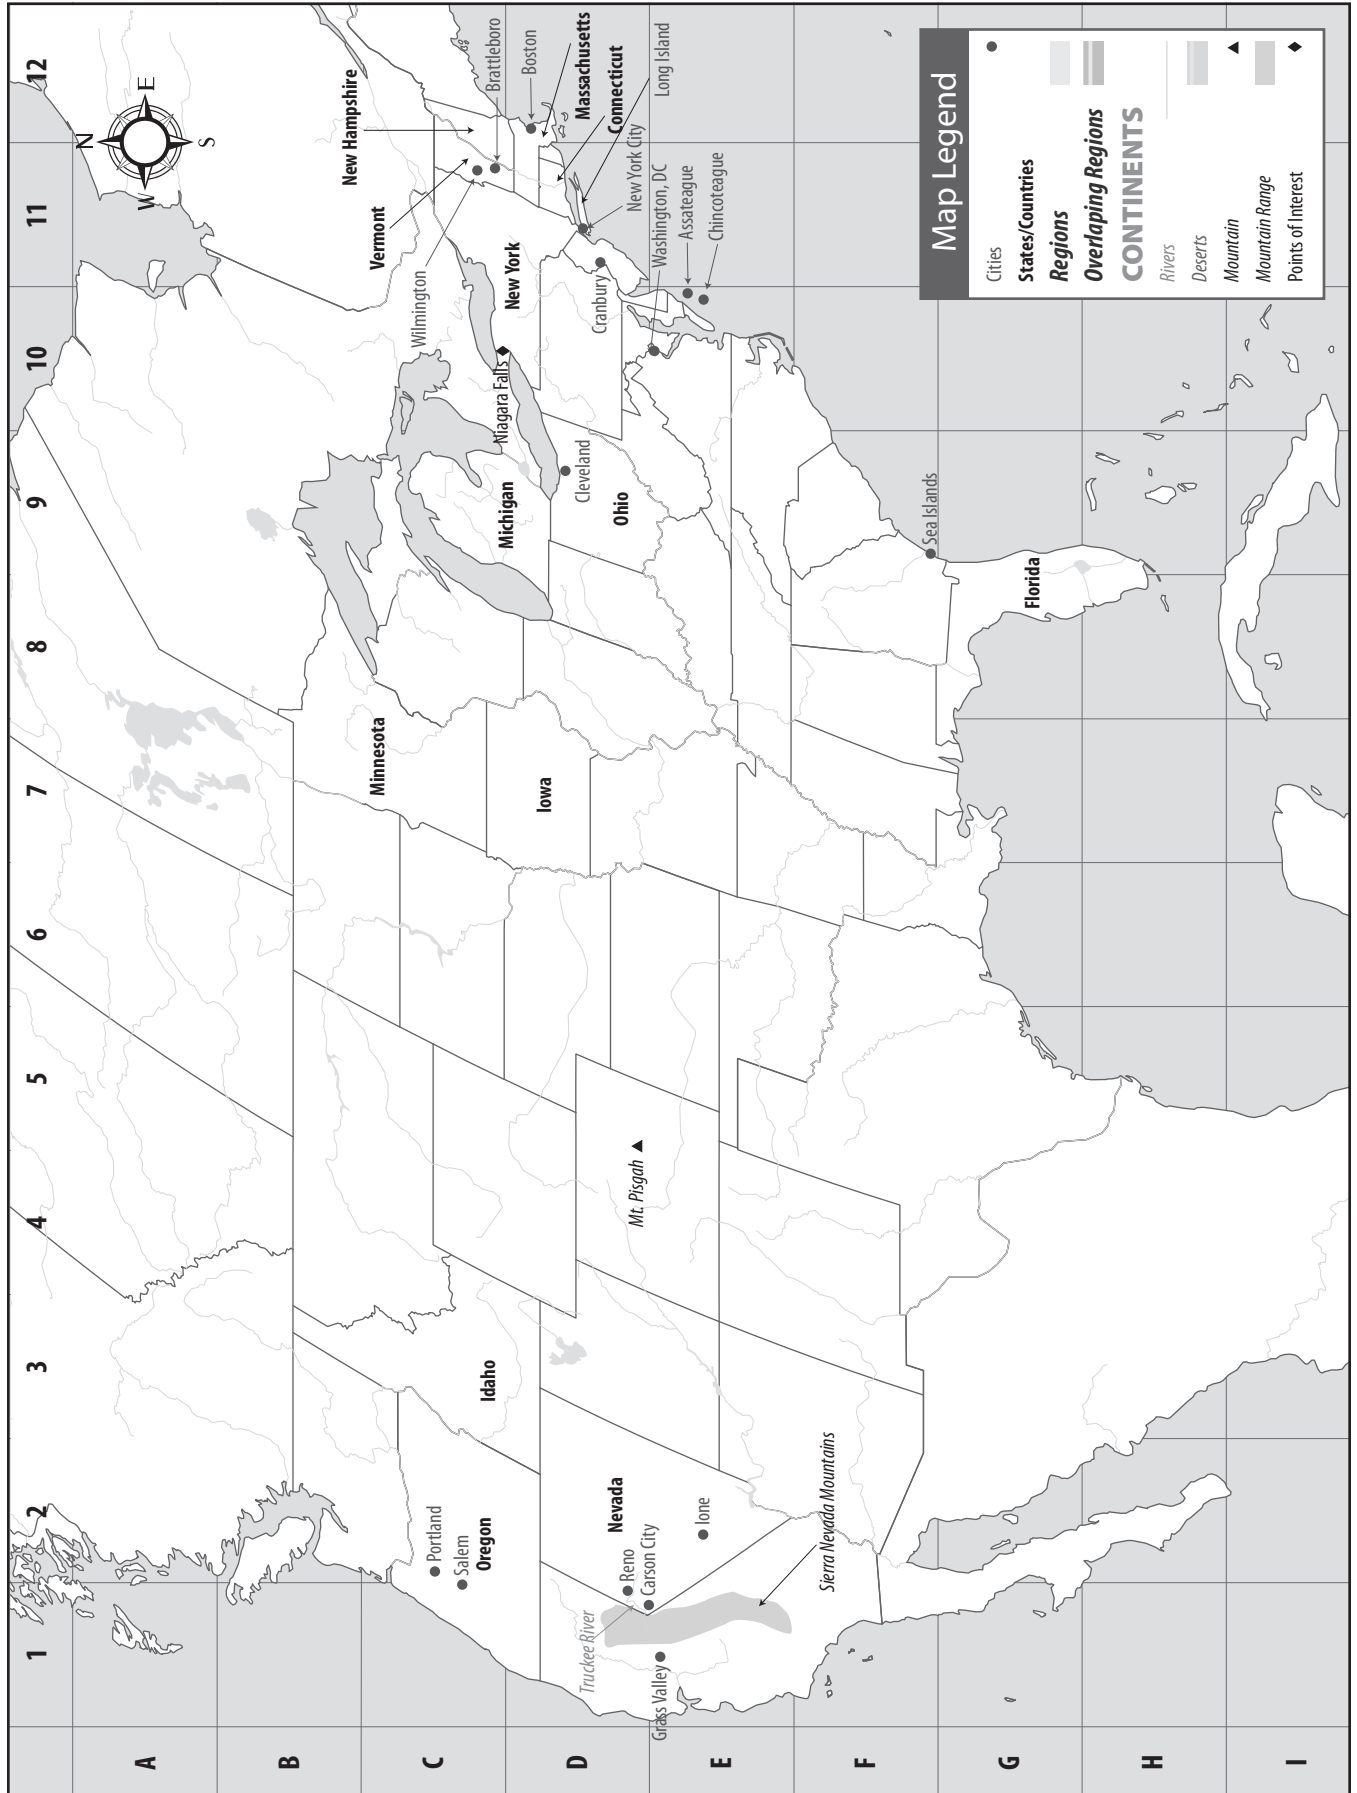 1
2
3
4
5
6
7
8
9
10
11
12
A
B
C
D
E
F
G
H
I
N
W
E
S
Portland
Salem
Oregon
Idaho
Nevada
Reno
Carson City
Ione
Truckee River
Grass Valley
Sierra Nevada Mountains
Mt. Pisgah
Minnesota
Iowa
Michigan
Ohio
Cleveland
Niagara Falls
Wilmington
New York
Vermont
New Hampshire
Brattleboro
Boston
Massachusetts
Connecticut
Long Island
New York City
Cranbury
Washington, DC
Assateague
Chincoteague
Sea Islands
Florida
Map Legend
Cities
States/Countries
Regions
Overlaping Regions
CONTINENTS
Rivers
Deserts
Mountain
Mountain Range
Points of Interest